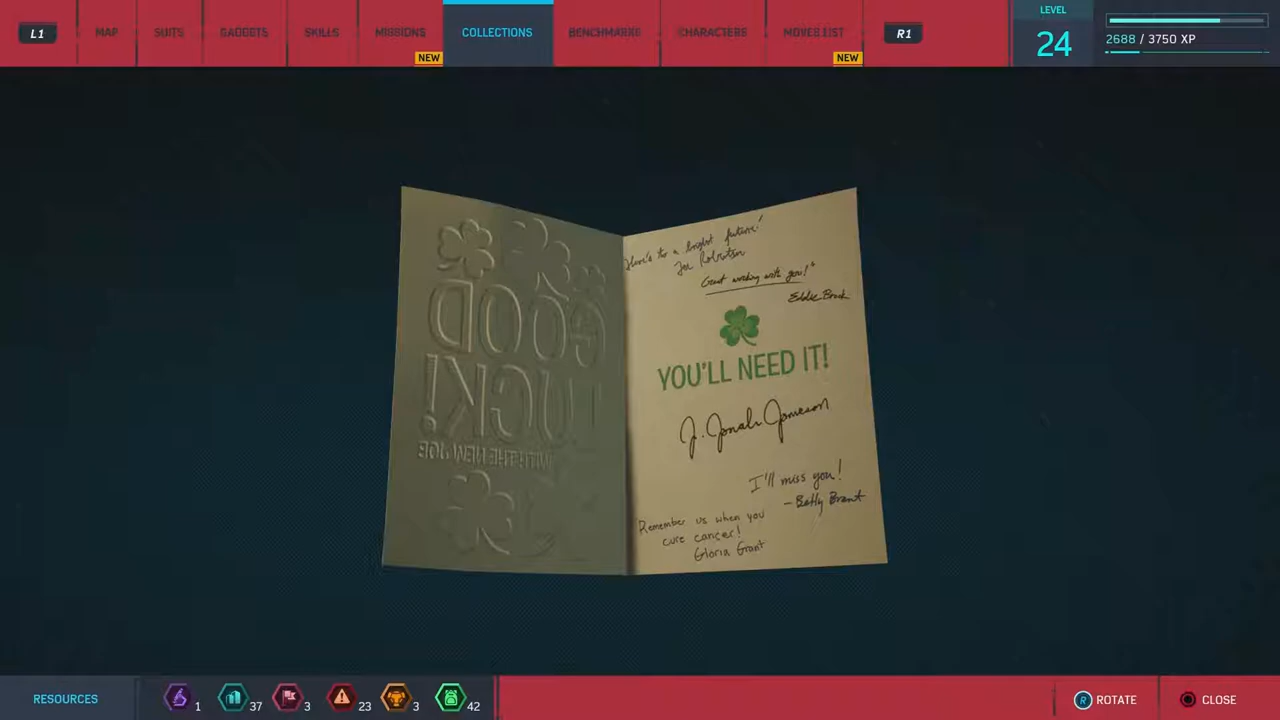 L1
MAP
SUITS
GADGETS
SKILLS
MISSIONS
COLLECTIONS
BENCHMARKS
CHARACTERS
MOVES LIST
R1
NEW
NEW
LEVEL
24
2688 / 3750 XP
GOOD
LUCK!
WITH THE NEW JOB
Here's to a bright future!
Joe Robertson
Great working with you!
Eddie Brock
YOU'LL NEED IT!
J. Jonah Jameson
I'll miss you!
- Betty Brant
Remember us when you
cure cancer!
Gloria Grant
RESOURCES
1
37
3
23
3
42
R ROTATE
CLOSE